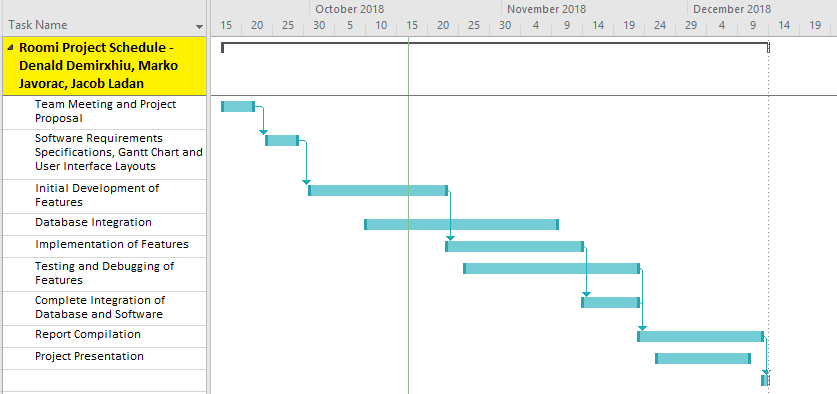 October 2018 November 2018 December 2018
Task Name 15 20 25 30 5 10 15 20 25 30 4 9 14 19 24 29 4 9 14 19
Roomi Project Schedule -
Denald Demirxhiu, Marko
Javorac, Jacob Ladan
Team Meeting and Project
Proposal
Software Requirements
Specifications, Gantt Chart and
User Interface Layouts
Initial Development of
Features
Database Integration
Implementation of Features
Testing and Debugging of
Features
Complete Integration of
Database and Software
Report Compilation
Project Presentation